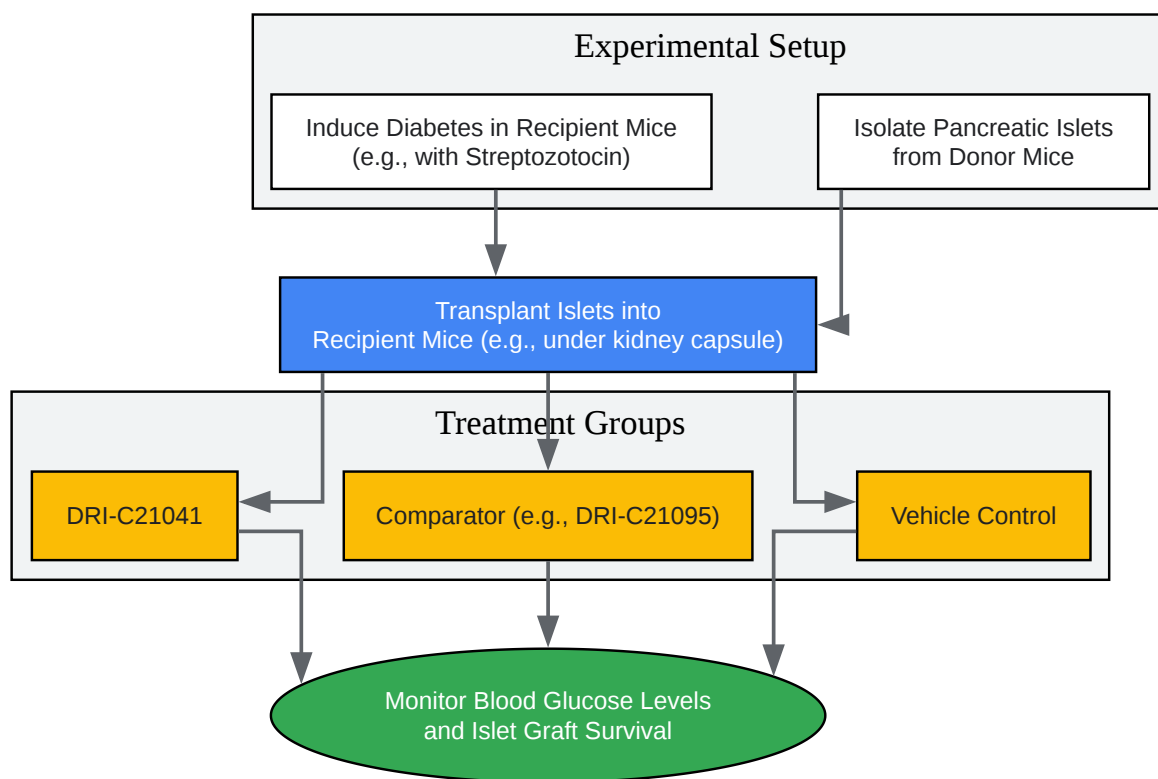 Experimental Setup
Induce Diabetes in Recipient Mice
(e.g., with Streptozotocin)
Isolate Pancreatic Islets
from Donor Mice
Transplant Islets into
Recipient Mice (e.g., under kidney capsule)
Treatment Groups
DRI-C21041
Comparator (e.g., DRI-C21095)
Vehicle Control
Monitor Blood Glucose Levels
and Islet Graft Survival